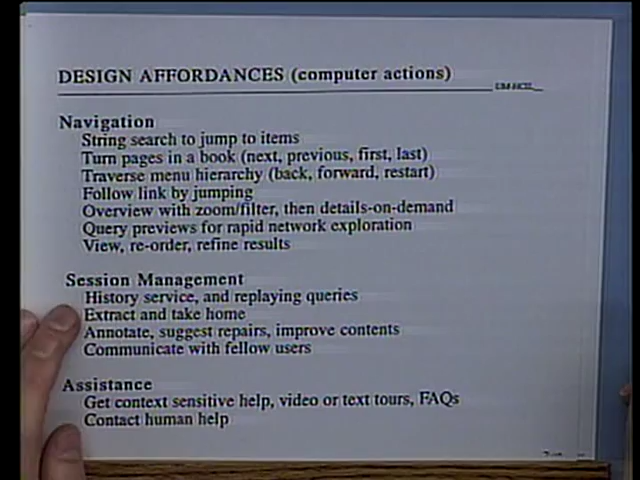 DESIGN AFFORDANCES (computer actions)
Navigation
String search to jump to items
Turn pages in a book (next, previous, first, last)
Traverse menu hierarchy (back, forward, restart)
Follow link by jumping
Overview with zoom/filter, then details-on-demand
Query previews for rapid network exploration
View, re-order, refine results
Session Management
History service, and replaying queries
Extract and take home
Annotate, suggest repairs, improve contents
Communicate with fellow users
Assistance
Get context sensitive help, video or text tours, FAQs
Contact human help